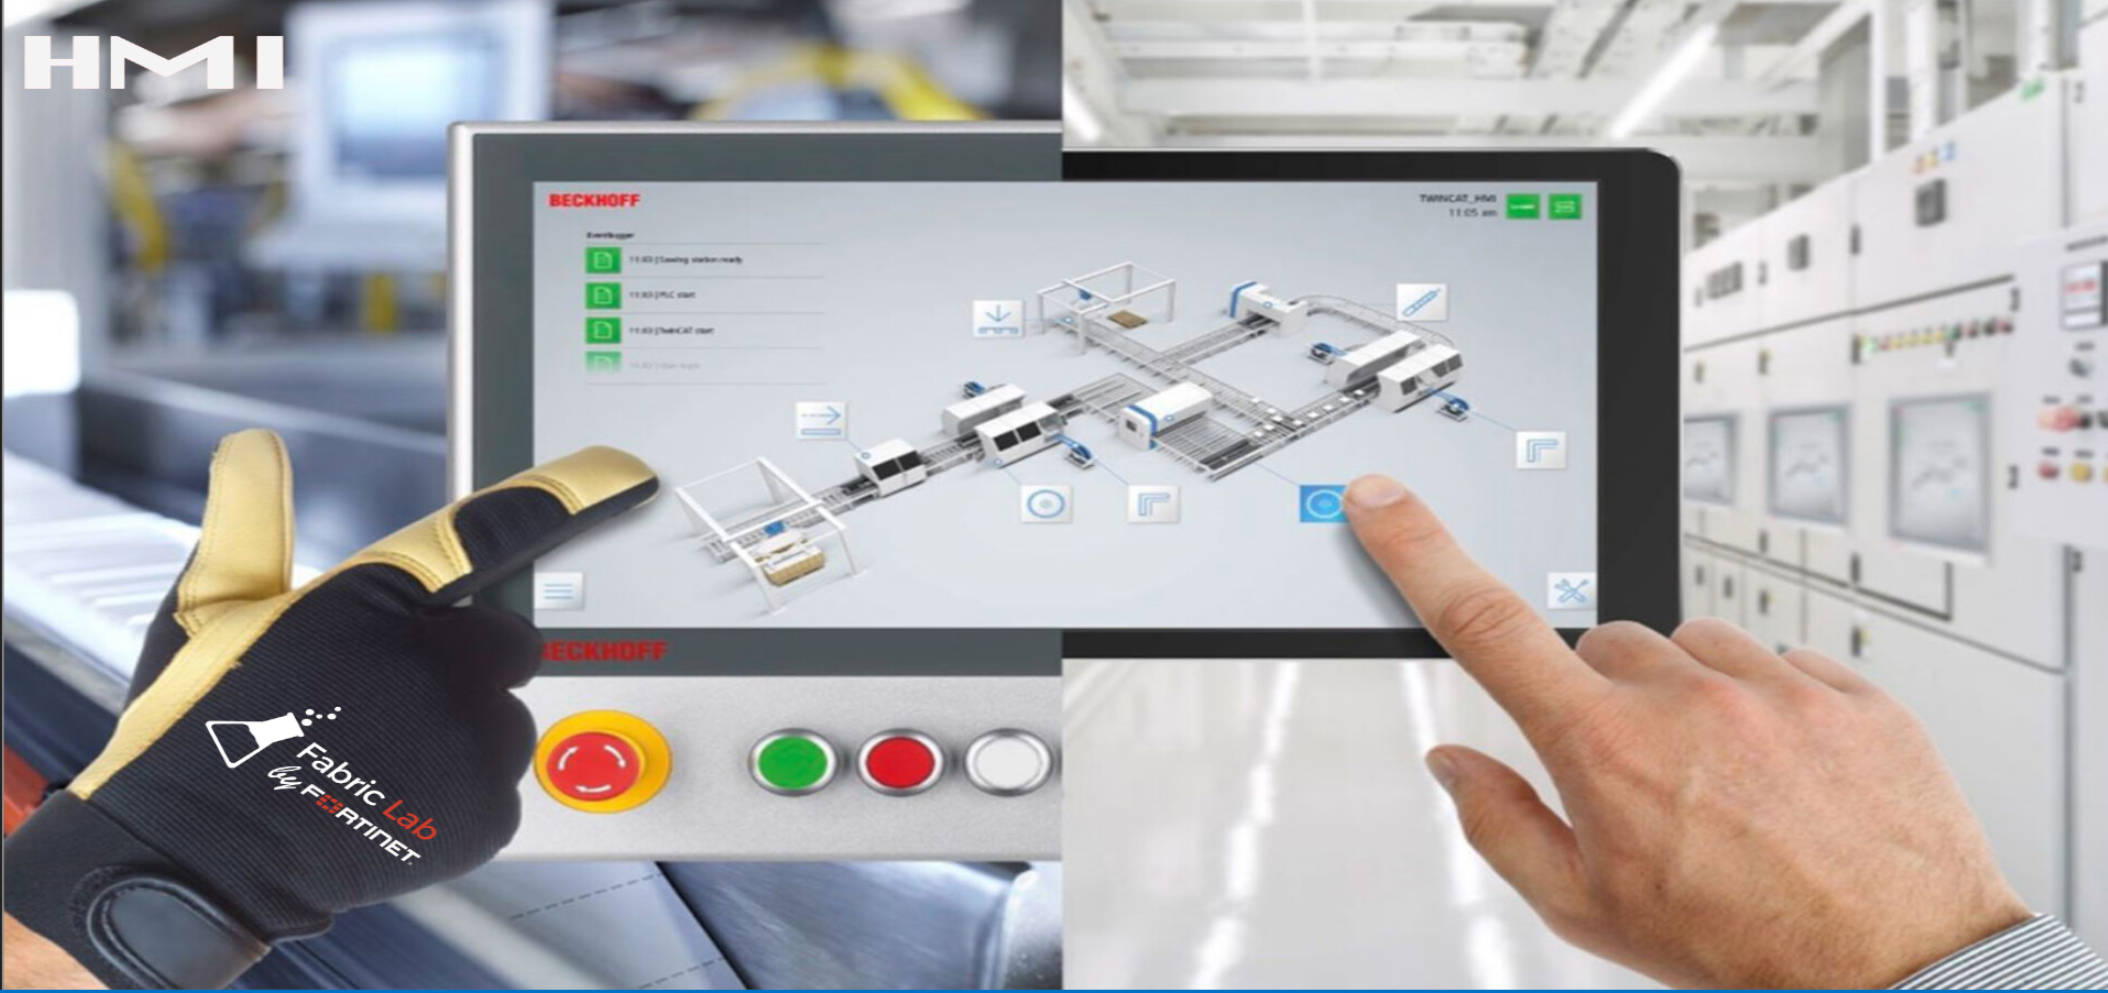 HMI
BECKHOFF
TWINCAT_HMI
11:05 am
Eventlogger
11:03 | Sawing station ready
11:03 | PLC start
11:03 | TwinCAT start
BECKHOFF
Fabric Lab
by FORTINET